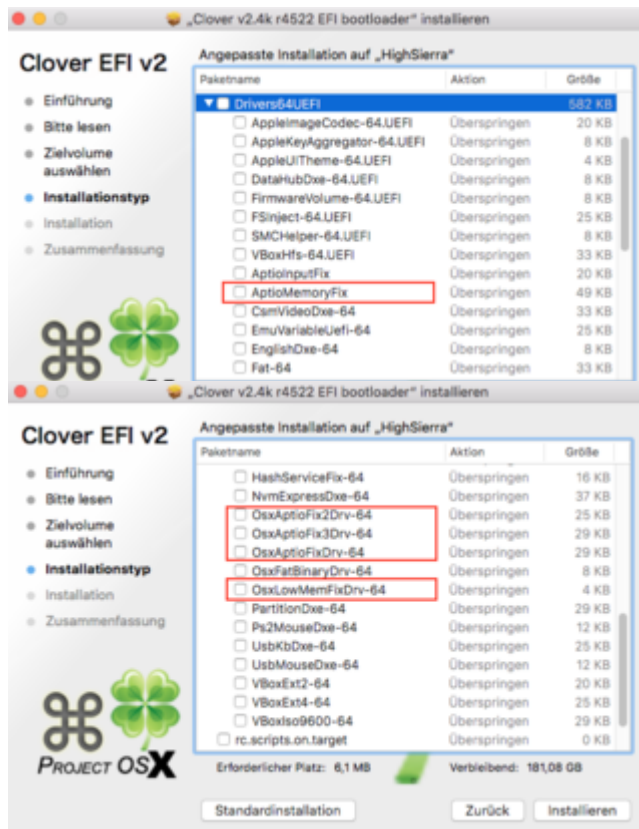 „Clover v2.4k r4522 EFI bootloader“ installieren
Clover EFI v2
Angepasste Installation auf „HighSierra“
Paketname Aktion Größe
Einführung
Bitte lesen
Zielvolume
auswählen
Installationstyp
Installation
Zusammenfassung
Drivers64UEFI 582 KB
AppleImageCodec-64.UEFI Überspringen 20 KB
AppleKeyAggregator-64.UEFI Überspringen 8 KB
AppleUITheme-64.UEFI Überspringen 4 KB
DataHubDxe-64.UEFI Überspringen 8 KB
FirmwareVolume-64.UEFI Überspringen 8 KB
FSInject-64.UEFI Überspringen 25 KB
SMCHelper-64.UEFI Überspringen 8 KB
VBoxHfs-64.UEFI Überspringen 33 KB
AptioInputFix Überspringen 20 KB
AptioMemoryFix Überspringen 49 KB
CsmVideoDxe-64 Überspringen 33 KB
EmuVariableUefi-64 Überspringen 25 KB
EnglishDxe-64 Überspringen 8 KB
Fat-64 Überspringen 33 KB
„Clover v2.4k r4522 EFI bootloader“ installieren
Clover EFI v2
Angepasste Installation auf „HighSierra“
Paketname Aktion Größe
Einführung
Bitte lesen
Zielvolume
auswählen
Installationstyp
Installation
Zusammenfassung
HashServiceFix-64 Überspringen 16 KB
NvmExpressDxe-64 Überspringen 37 KB
OsxAptioFix2Drv-64 Überspringen 25 KB
OsxAptioFix3Drv-64 Überspringen 29 KB
OsxAptioFixDrv-64 Überspringen 29 KB
OsxFatBinaryDrv-64 Überspringen 8 KB
OsxLowMemFixDrv-64 Überspringen 4 KB
PartitionDxe-64 Überspringen 29 KB
Ps2MouseDxe-64 Überspringen 12 KB
UsbKbDxe-64 Überspringen 25 KB
UsbMouseDxe-64 Überspringen 12 KB
VBoxExt2-64 Überspringen 20 KB
VBoxExt4-64 Überspringen 25 KB
VBoxIso9600-64 Überspringen 29 KB
rc.scripts.on.target Überspringen 0 KB
PROJECT OSX
Erforderlicher Platz: 6,1 MB Verbleibend: 181,08 GB
Standardinstallation Zurück Installieren